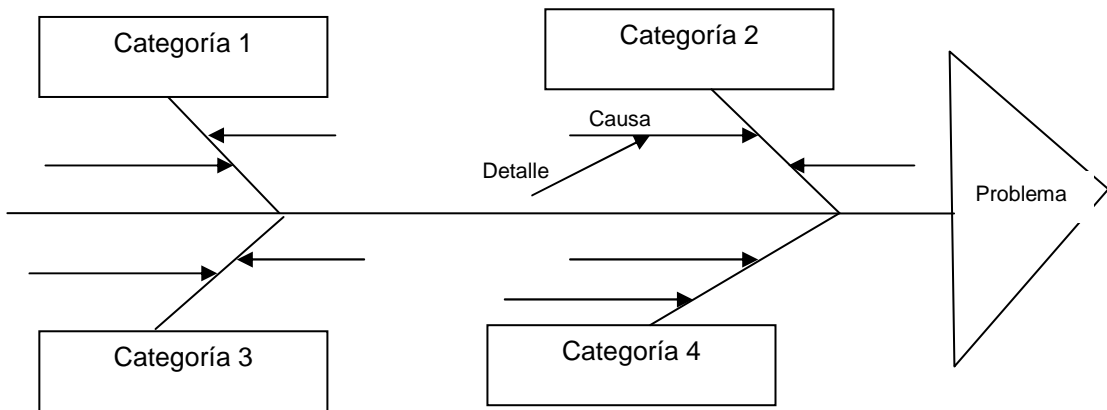 Categoría 1
Categoría 2
Causa
Detalle
Problema
Categoría 3
Categoría 4